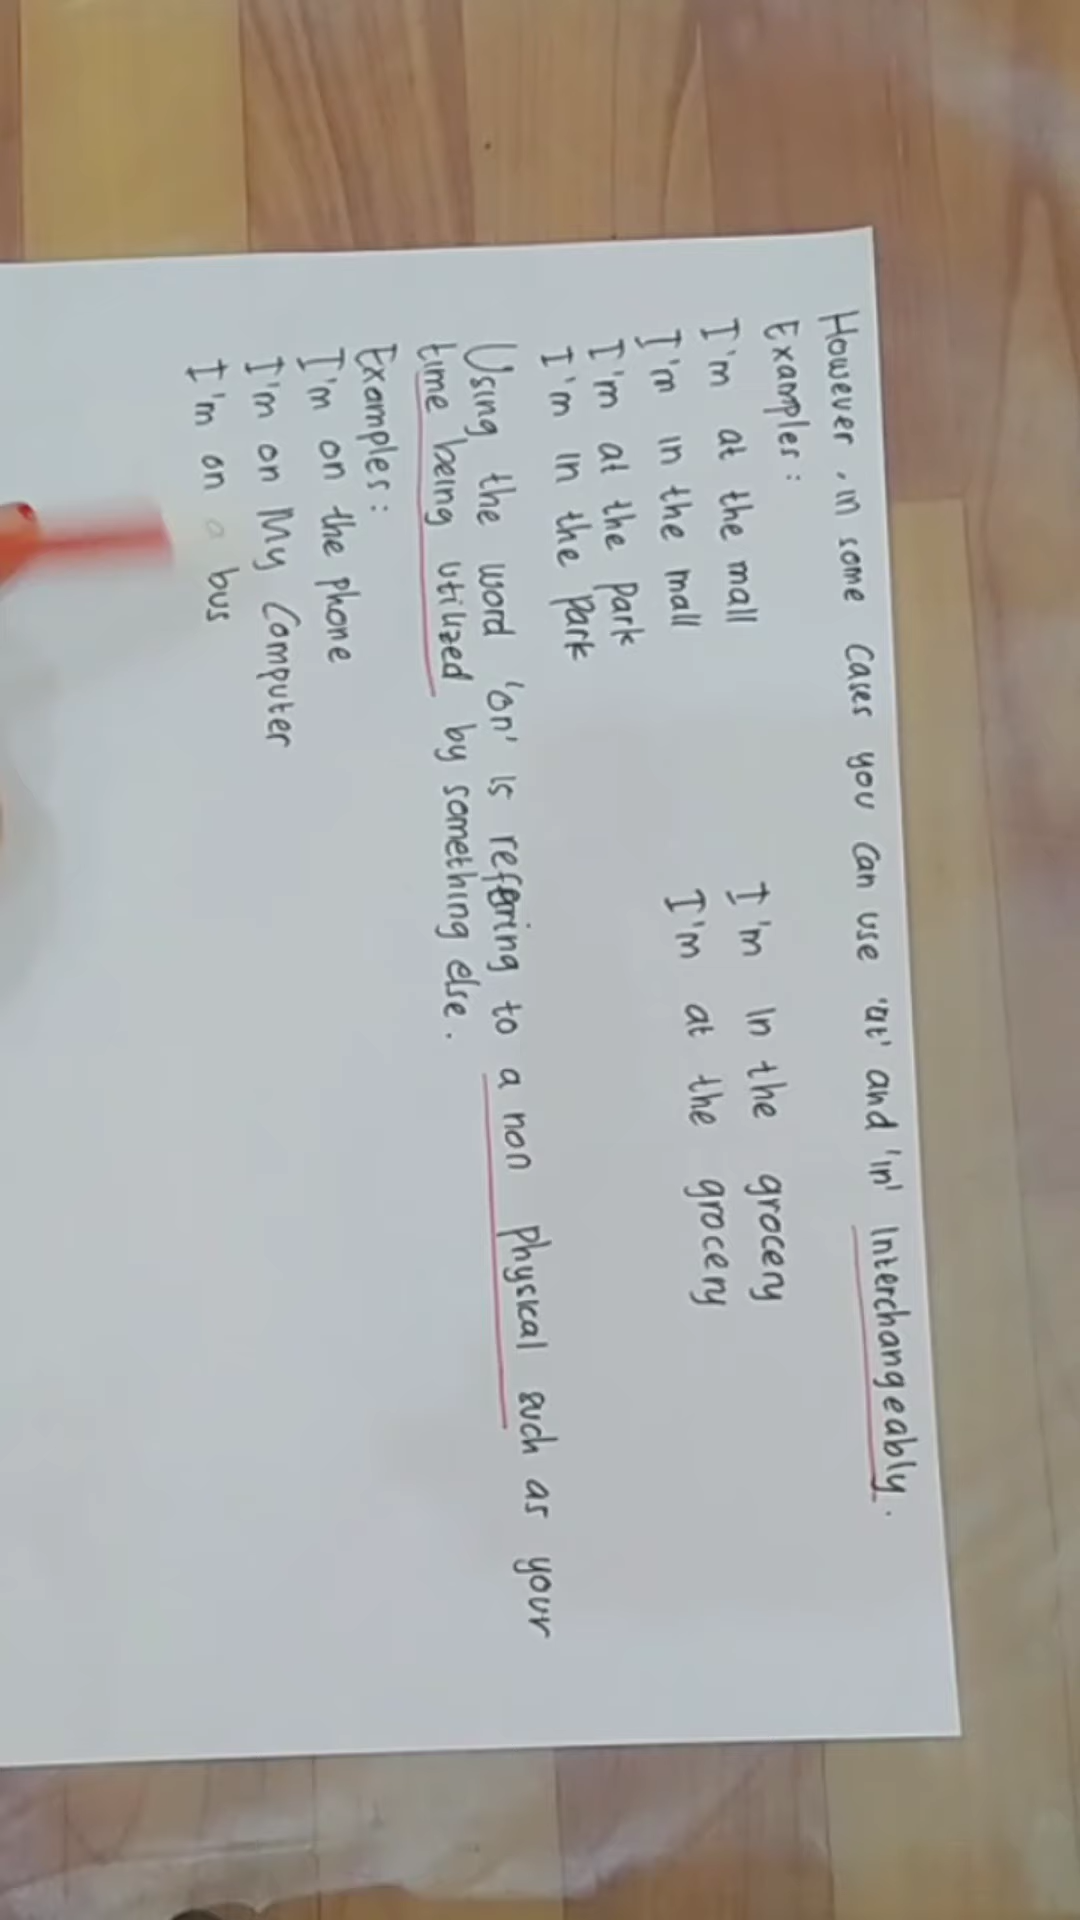 However, in some cases you can use 'at' and 'in' Interchangeably.
Examples:
I'm at the mall
I'm in the mall
I'm at the park
I'm in the park
I'm in the grocery
I'm at the grocery
Using the word 'on' is refering to a non physical such as your
time being utilized by something else.
Examples:
I'm on the phone
I'm on My Computer
I'm on a bus